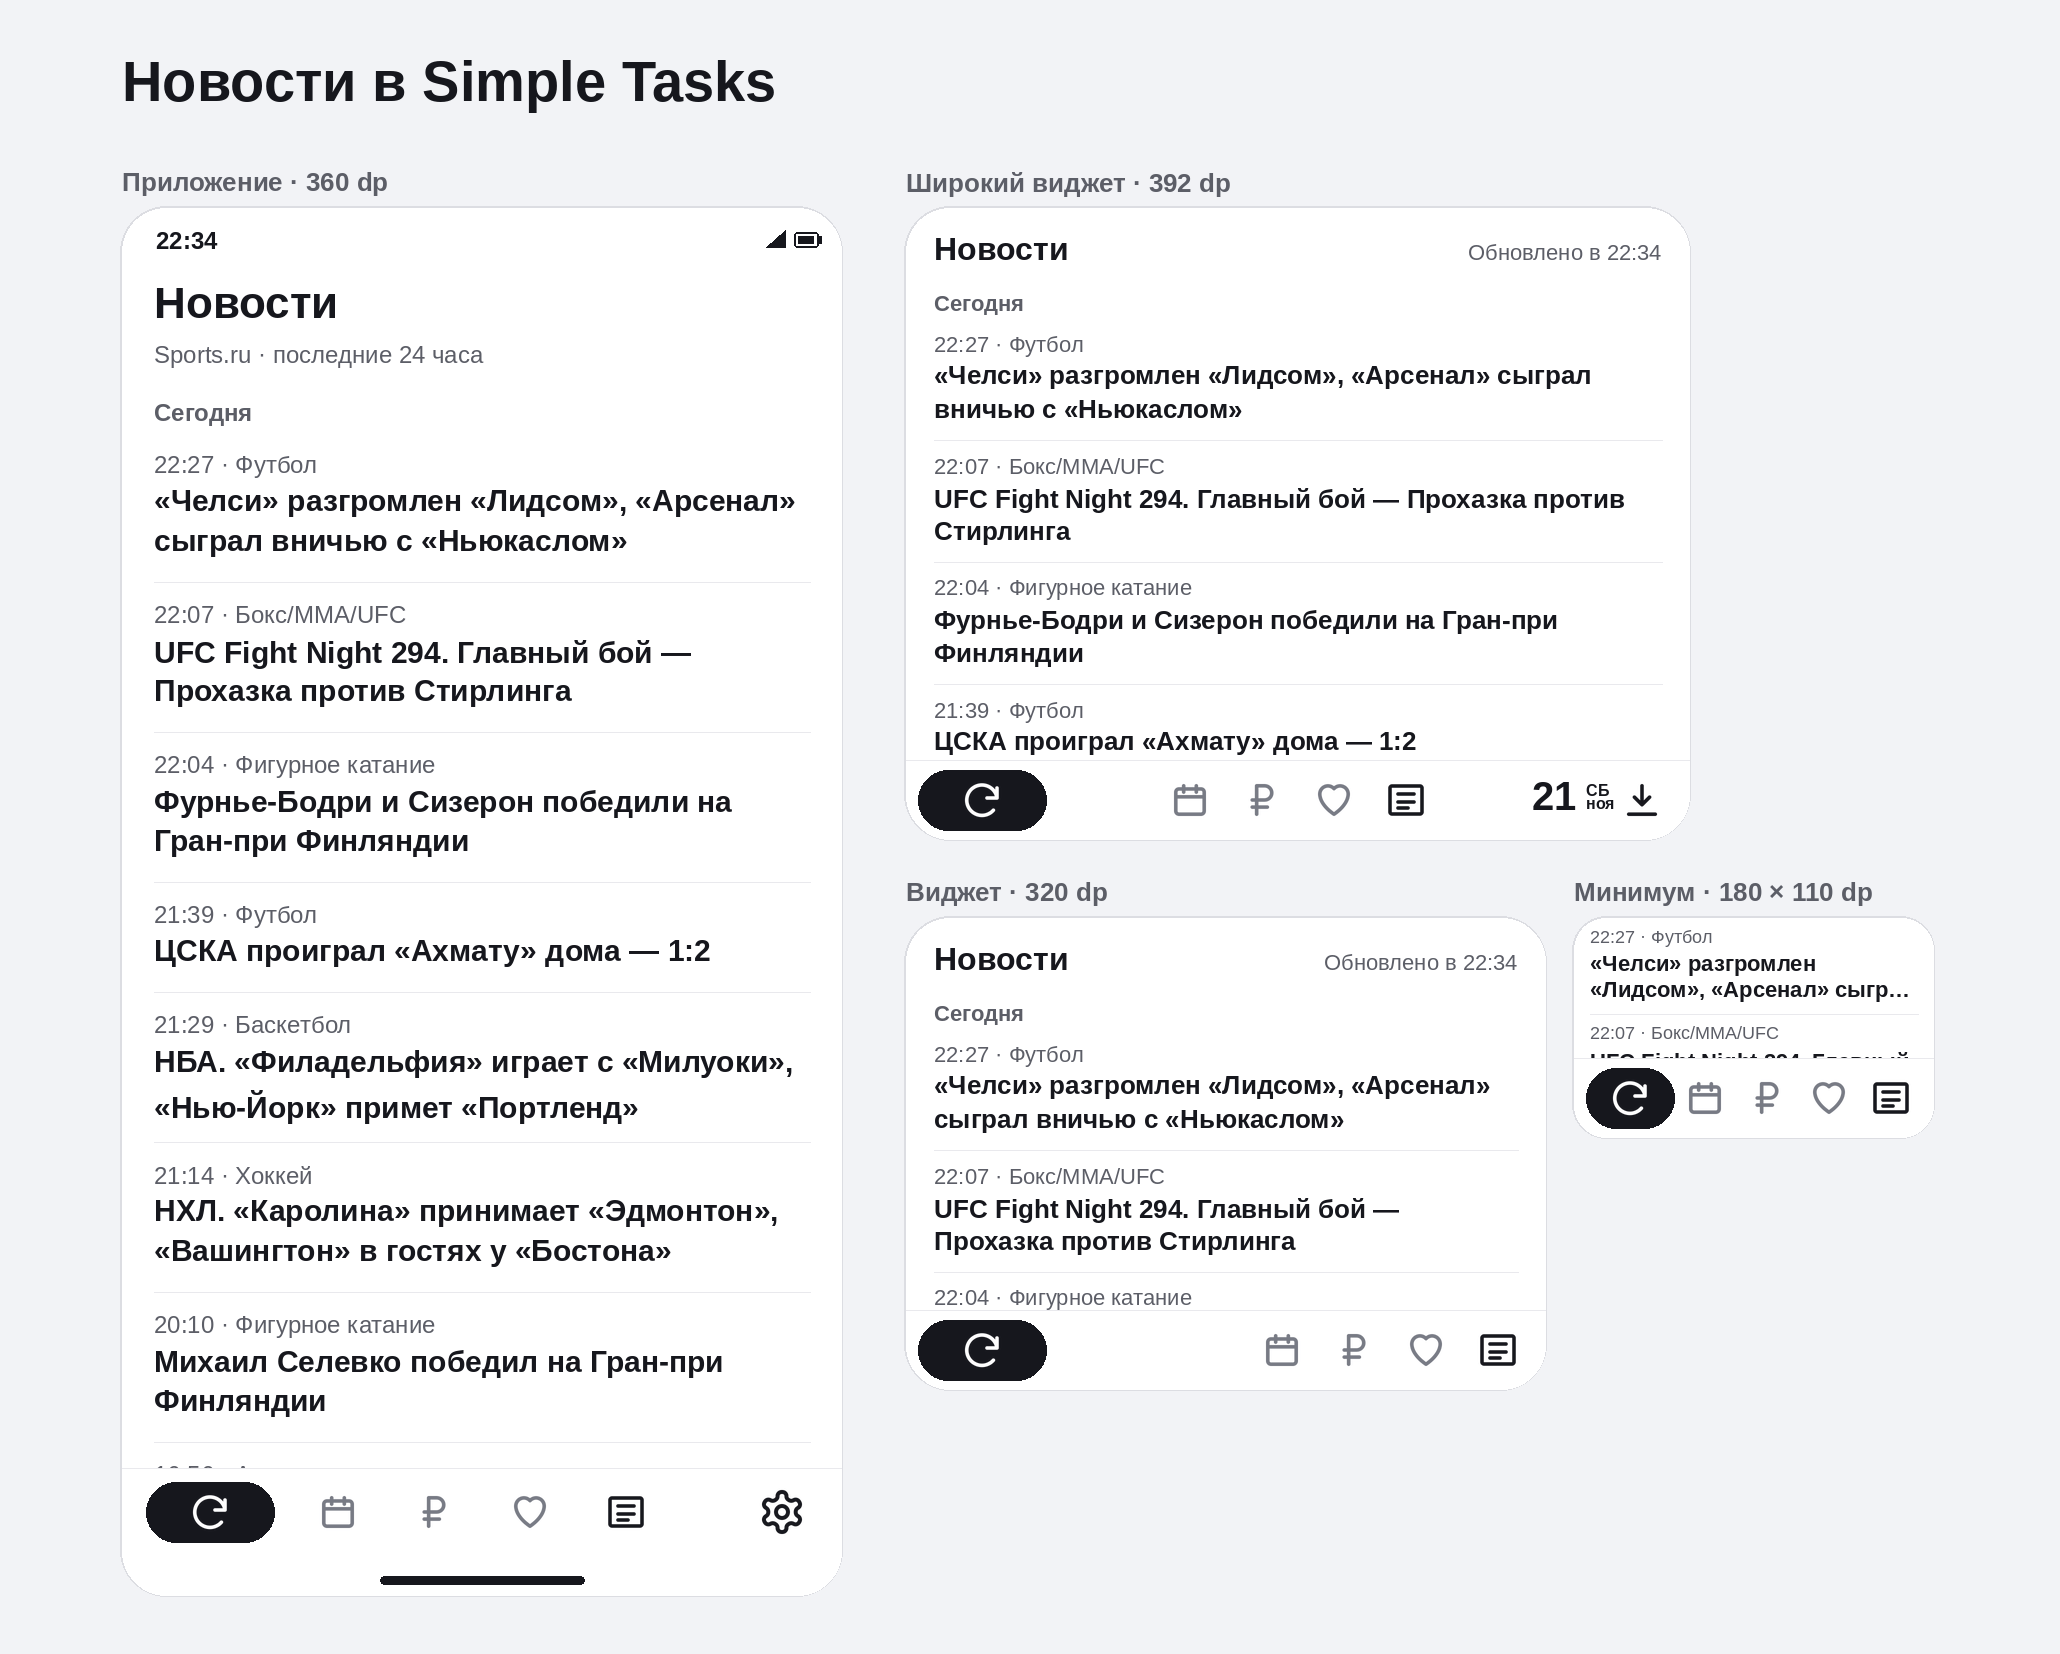 Новости в Simple Tasks
Приложение · 360 dp
22:34
Новости
Sports.ru · последние 24 часа
Сегодня
22:27 · Футбол
«Челси» разгромлен «Лидсом», «Арсенал»
сыграл вничью с «Ньюкаслом»
22:07 · Бокс/MMA/UFC
UFC Fight Night 294. Главный бой —
Прохазка против Стирлинга
22:04 · Фигурное катание
Фурнье-Бодри и Сизерон победили на
Гран-при Финляндии
21:39 · Футбол
ЦСКА проиграл «Ахмату» дома — 1:2
21:29 · Баскетбол
НБА. «Филадельфия» играет с «Милуоки»,
«Нью-Йорк» примет «Портленд»
21:14 · Хоккей
НХЛ. «Каролина» принимает «Эдмонтон»,
«Вашингтон» в гостях у «Бостона»
20:10 · Фигурное катание
Михаил Селевко победил на Гран-при
Финляндии
Широкий виджет · 392 dp
Новости
Обновлено в 22:34
Сегодня
22:27 · Футбол
«Челси» разгромлен «Лидсом», «Арсенал» сыграл
вничью с «Ньюкаслом»
22:07 · Бокс/MMA/UFC
UFC Fight Night 294. Главный бой — Прохазка против
Стирлинга
22:04 · Фигурное катание
Фурнье-Бодри и Сизерон победили на Гран-при
Финляндии
21:39 · Футбол
ЦСКА проиграл «Ахмату» дома — 1:2
21 СБ
ноя
Виджет · 320 dp
Новости
Обновлено в 22:34
Сегодня
22:27 · Футбол
«Челси» разгромлен «Лидсом», «Арсенал»
сыграл вничью с «Ньюкаслом»
22:07 · Бокс/MMA/UFC
UFC Fight Night 294. Главный бой —
Прохазка против Стирлинга
22:04 · Фигурное катание
Минимум · 180 × 110 dp
22:27 · Футбол
«Челси» разгромлен
«Лидсом», «Арсенал» сыгр…
22:07 · Бокс/MMA/UFC
UFC Fight Night 294. Главный